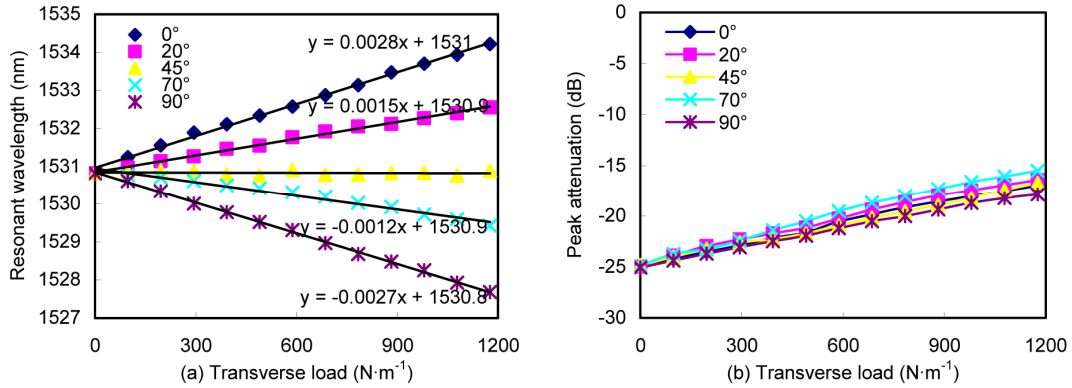 1535
1534
1533
1532
1531
1530
1529
1528
1527
Resonant wavelength (nm)
0°
20°
45°
70°
90°
y = 0.0028x + 1531
y = 0.0015x + 1530.9
y = -0.0012x + 1530.9
y = -0.0027x + 1530.8
0 300 600 900 1200
(a) Transverse load (N·m⁻¹)
0
-5
-10
-15
-20
-25
-30
Peak attenuation (dB)
0°
20°
45°
70°
90°
0 300 600 900 1200
(b) Transverse load (N·m⁻¹)